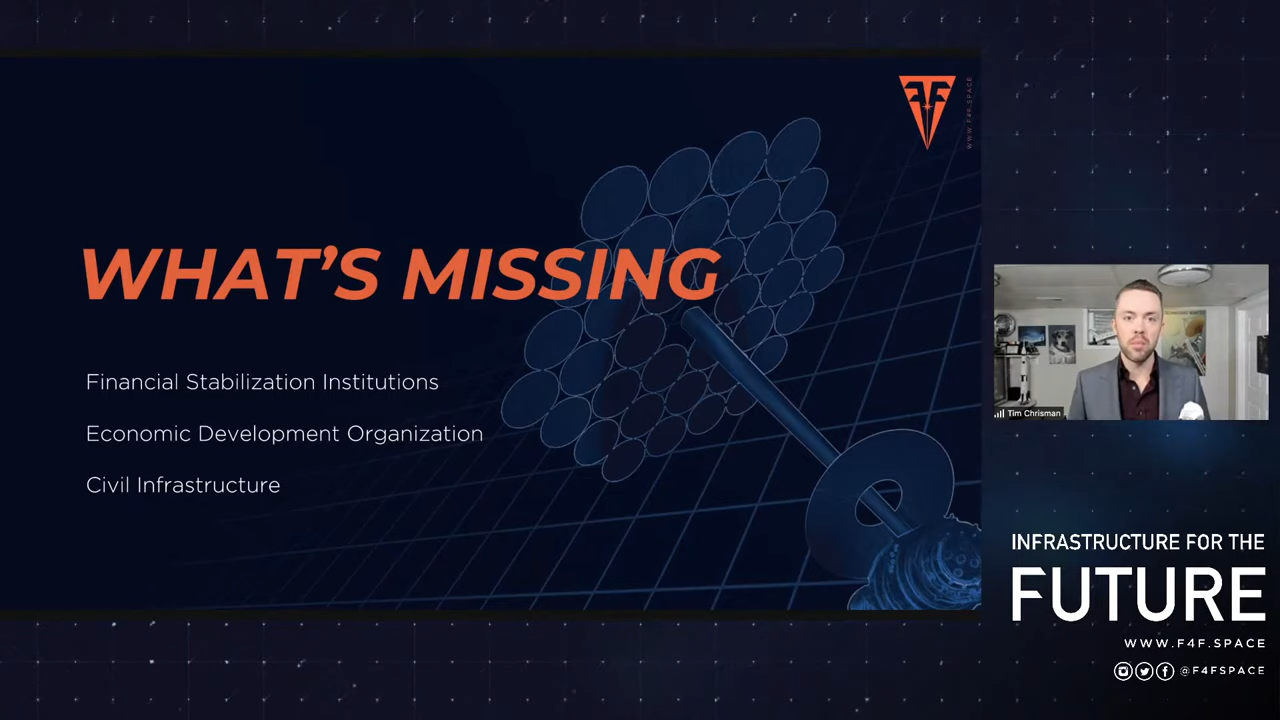 WWW.F4F.SPACE
WHAT'S MISSING
Financial Stabilization Institutions
Economic Development Organization
Civil Infrastructure
Tim Chrisman
INFRASTRUCTURE FOR THE
FUTURE
WWW.F4F.SPACE
@F4FSPACE